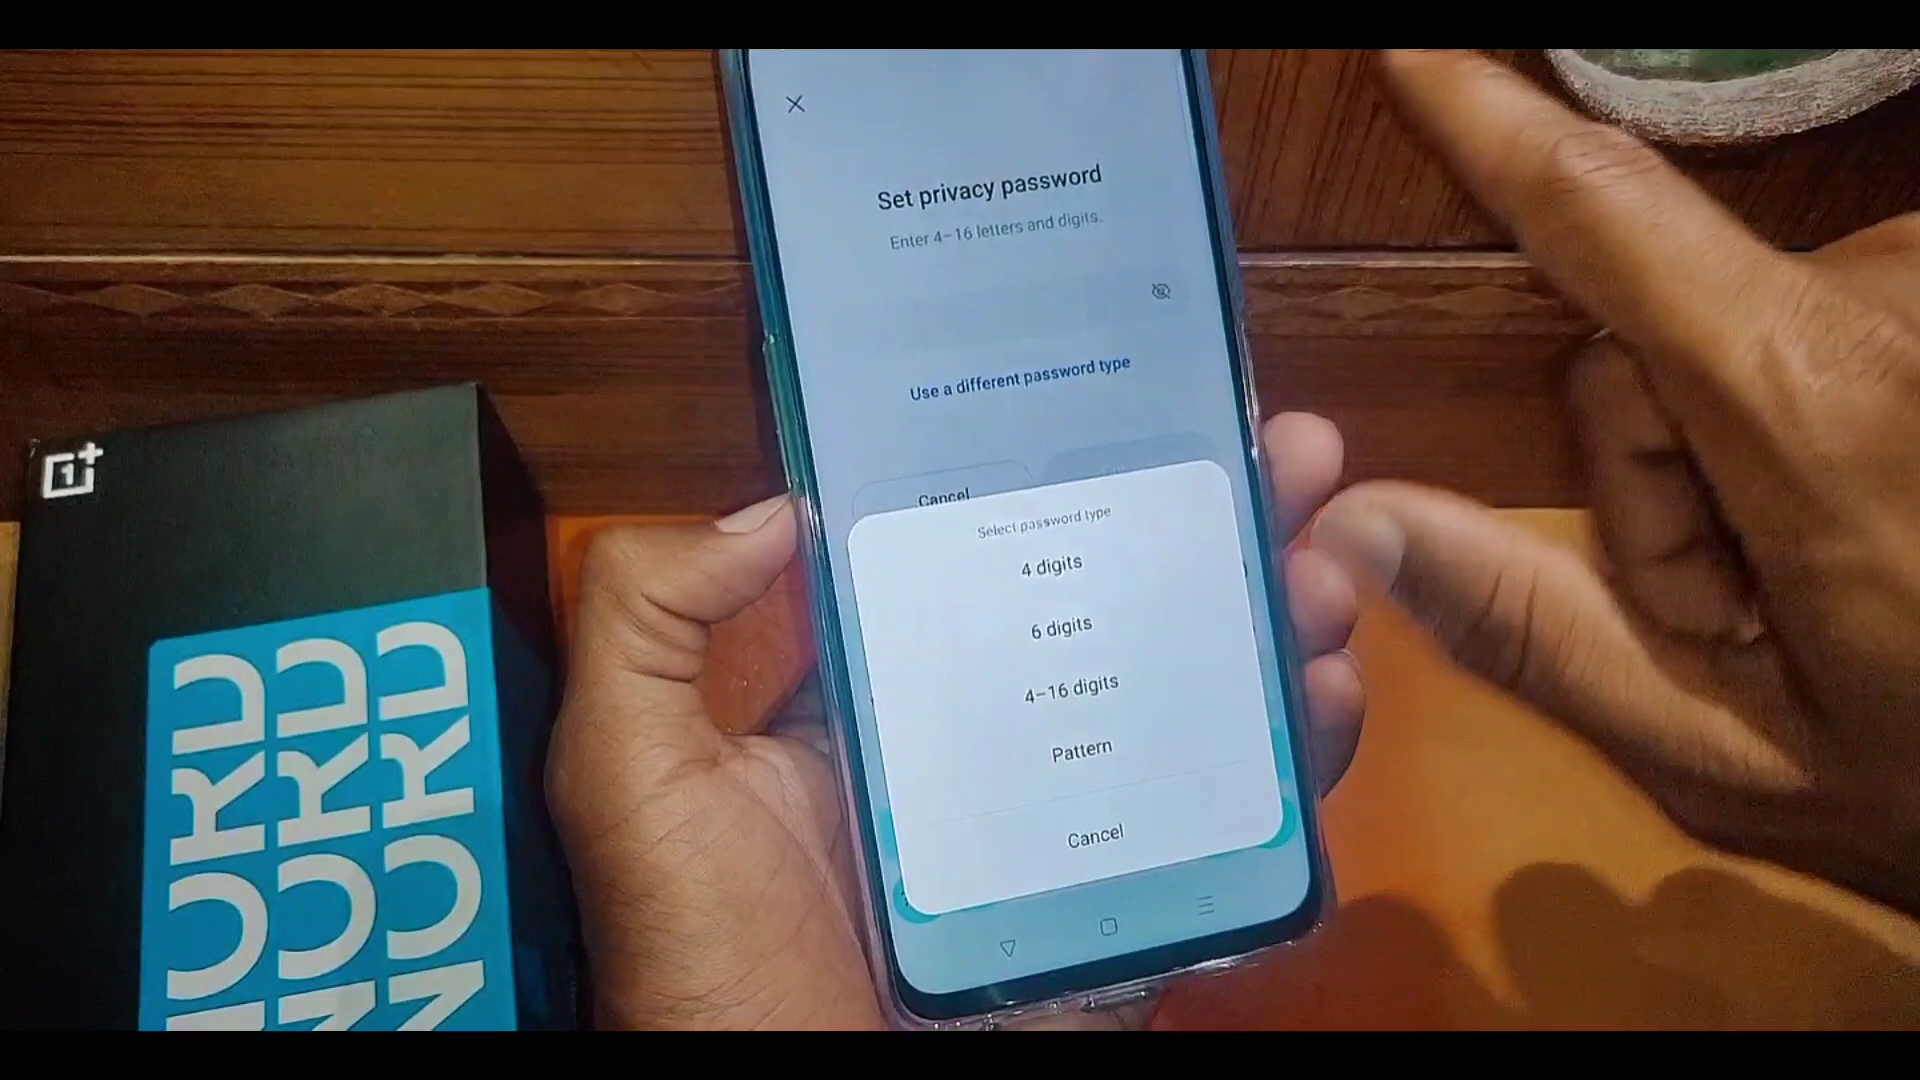 Set privacy password
Enter 4-16 letters and digits.
Use a different password type
Cancel
Select password type
4 digits
6 digits
4-16 digits
Pattern
Cancel
1+
NORD
NORD
NORD